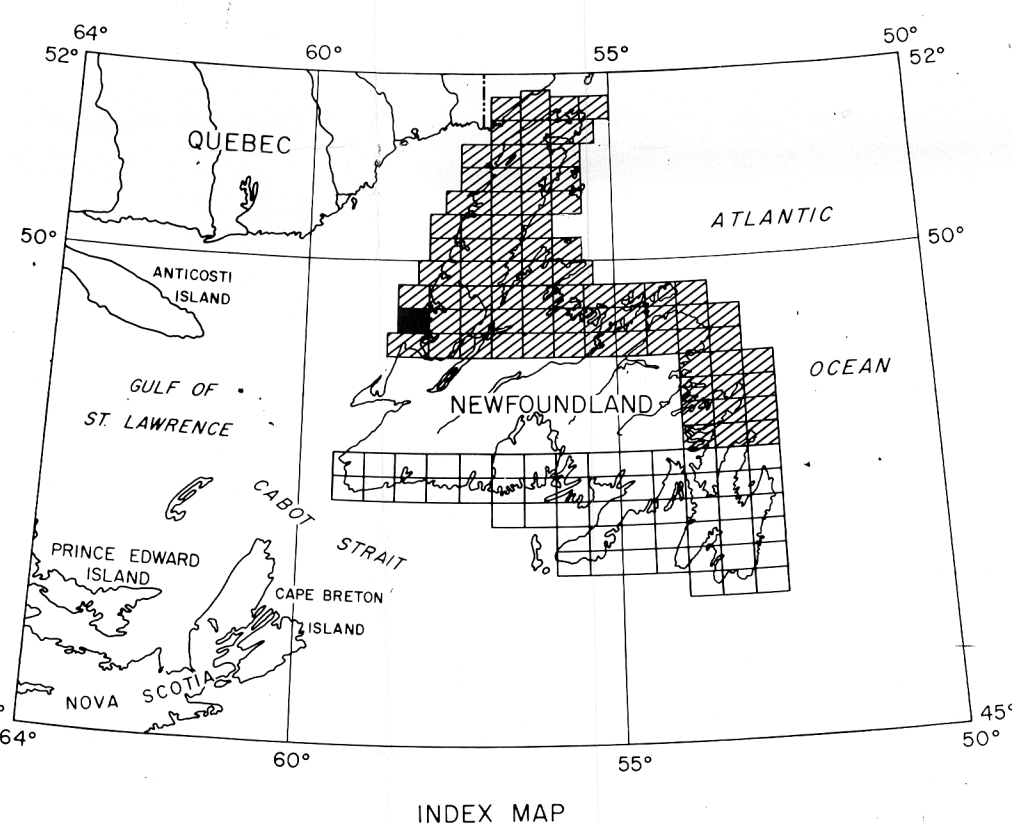 64°
52°
60°
55°
50°
52°
QUEBEC
ATLANTIC
50°
50°
ANTICOSTI
ISLAND
GULF OF
ST. LAWRENCE
OCEAN
NEWFOUNDLAND
CABOT
STRAIT
PRINCE EDWARD
ISLAND
CAPE BRETON
ISLAND
NOVA SCOTIA
64°
60°
55°
45°
50°
INDEX MAP